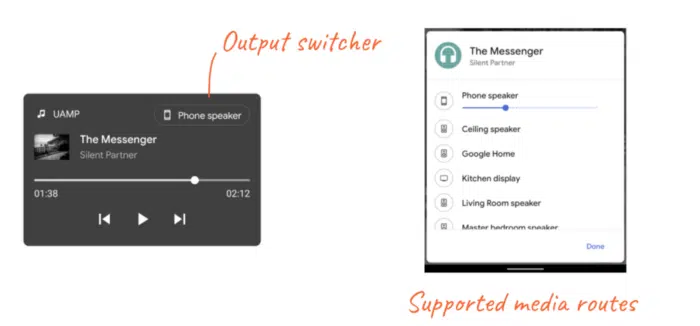 Output switcher
UAMP
Phone speaker
The Messenger
Silent Partner
01:38
02:12
The Messenger
Silent Partner
Phone speaker
Ceiling speaker
Google Home
Kitchen display
Living Room speaker
Master bedroom speaker
Done
Supported media routes